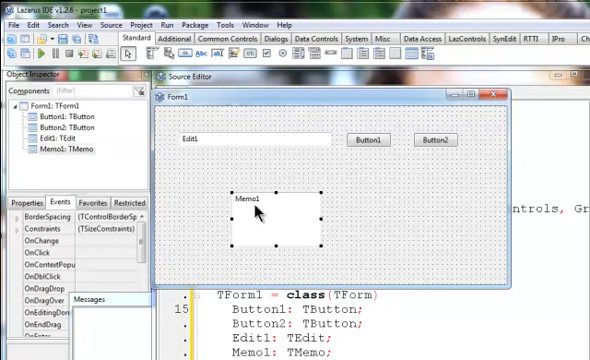 Lazarus IDE v1.2.6 - project1
File Edit Search View Source Project Run Package Tools Window Help
Standard Additional Common Controls Dialogs Data Controls System Misc Data Access LazControls SynEdit RTTI IPro
Object Inspector
Components (Filter)
Form1: TForm1
Button1: TButton
Button2: TButton
Edit1: TEdit
Memo1: TMemo
Properties Events Favorites Restricted
BorderSpacing (TControlBorderSp
Constraints (TSizeConstraints)
OnChange
OnClick
OnContextPopu
OnDblClick
OnDragDrop
OnDragOver
OnEditingDon
OnEndDrag
OnEnter
Messages
Source Editor
Form1
Edit1
Button1
Button2
Memo1
ntrols, Gr
TForm1 = class(TForm)
15 Button1: TButton;
Button2: TButton;
Edit1: TEdit;
Memo1: TMemo;